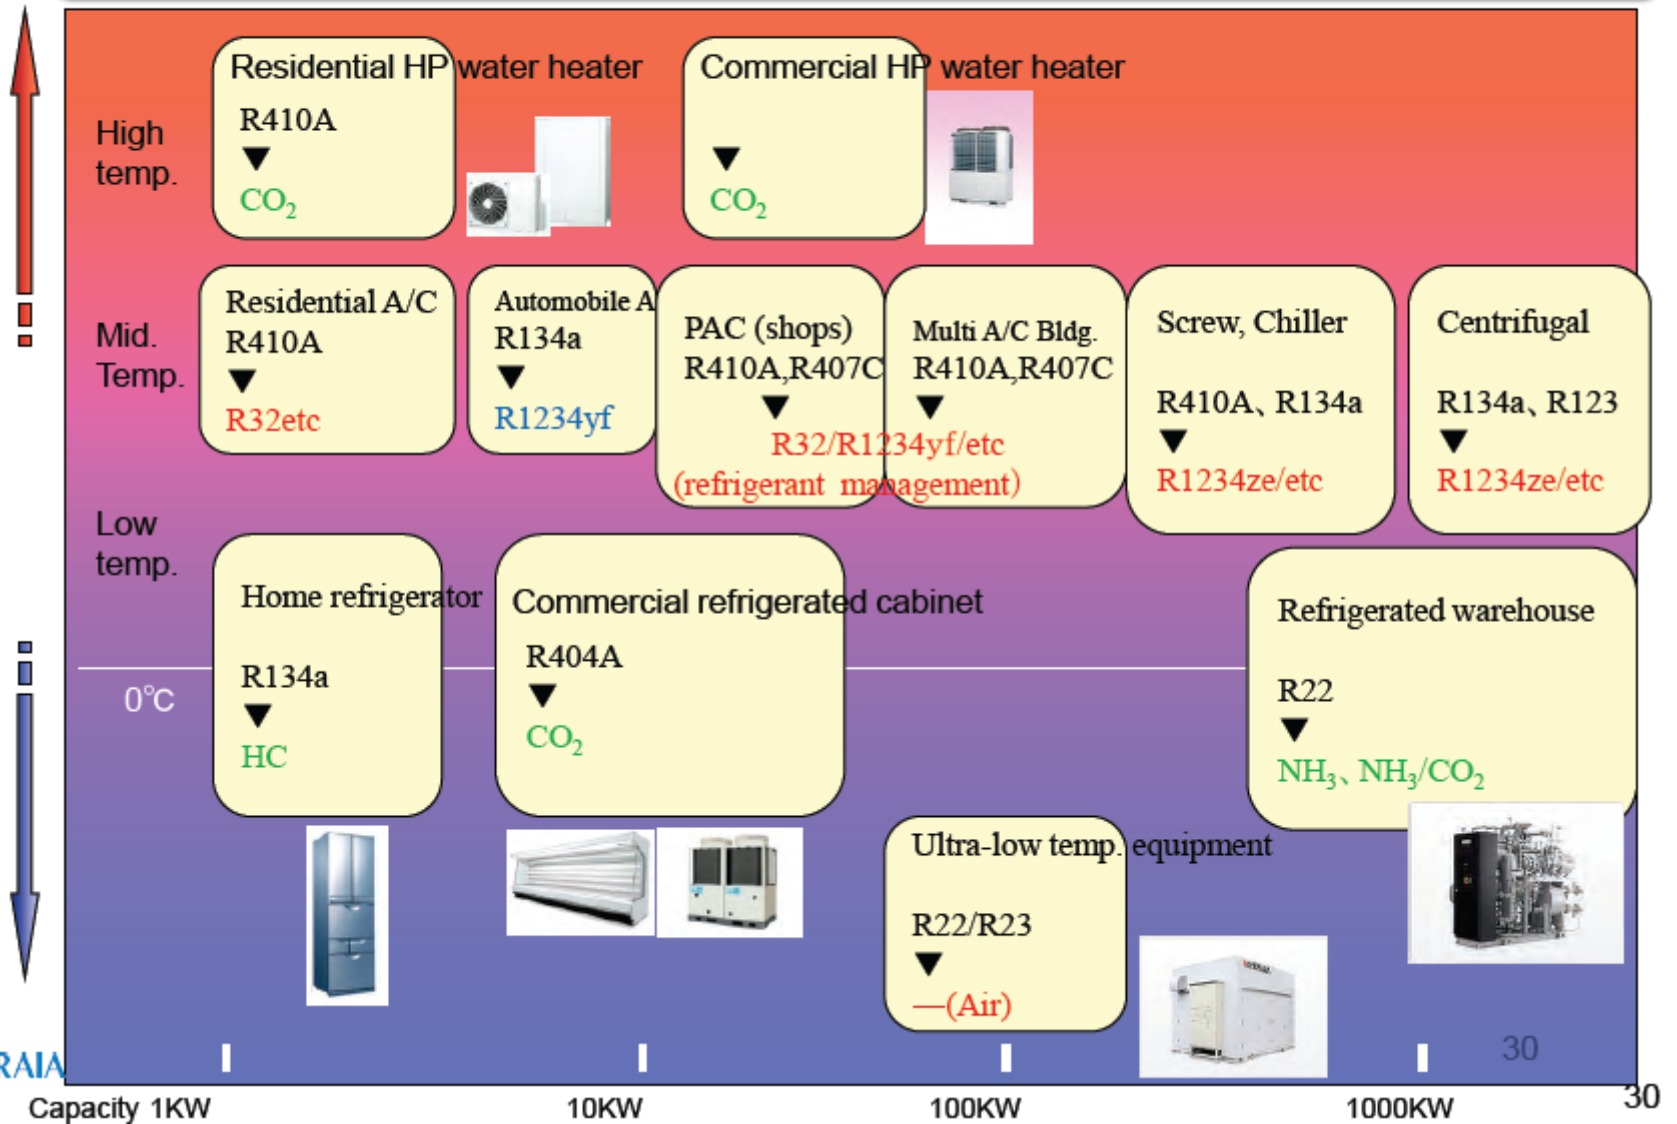 Residential HP water heater
R410A
▼
CO₂
Commercial HP water heater
▼
CO₂
High
temp.
Mid.
Temp.
Residential A/C
R410A
▼
R32etc
Automobile A
R134a
▼
R1234yf
PAC (shops)
R410A,R407C
▼
Multi A/C Bldg.
R410A,R407C
▼
R32/R1234yf/etc
(refrigerant management)
Screw, Chiller
R410A、R134a
▼
R1234ze/etc
Centrifugal
R134a、R123
▼
R1234ze/etc
Low
temp.
0℃
Home refrigerator
R134a
▼
HC
Commercial refrigerated cabinet
R404A
▼
CO₂
Refrigerated warehouse
R22
▼
NH₃、NH₃/CO₂
Ultra-low temp. equipment
R22/R23
▼
—(Air)
30
RAIA
Capacity 1KW 10KW 100KW 1000KW
30